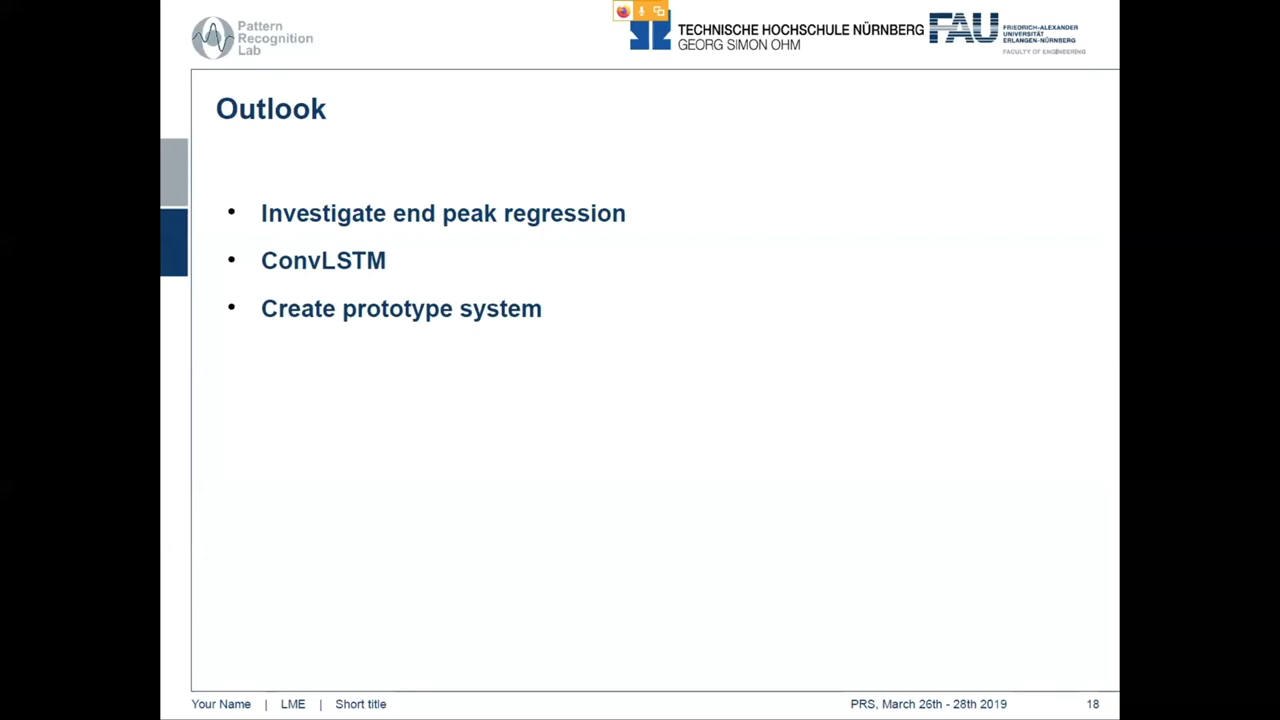 Pattern
Recognition
Lab
TECHNISCHE HOCHSCHULE NÜRNBERG
GEORG SIMON OHM
FAU
FRIEDRICH-ALEXANDER
UNIVERSITÄT
ERLANGEN-NÜRNBERG
FACULTY OF ENGINEERING
Outlook
• Investigate end peak regression
• ConvLSTM
• Create prototype system
Your Name | LME | Short title
PRS, March 26th - 28th 2019
18